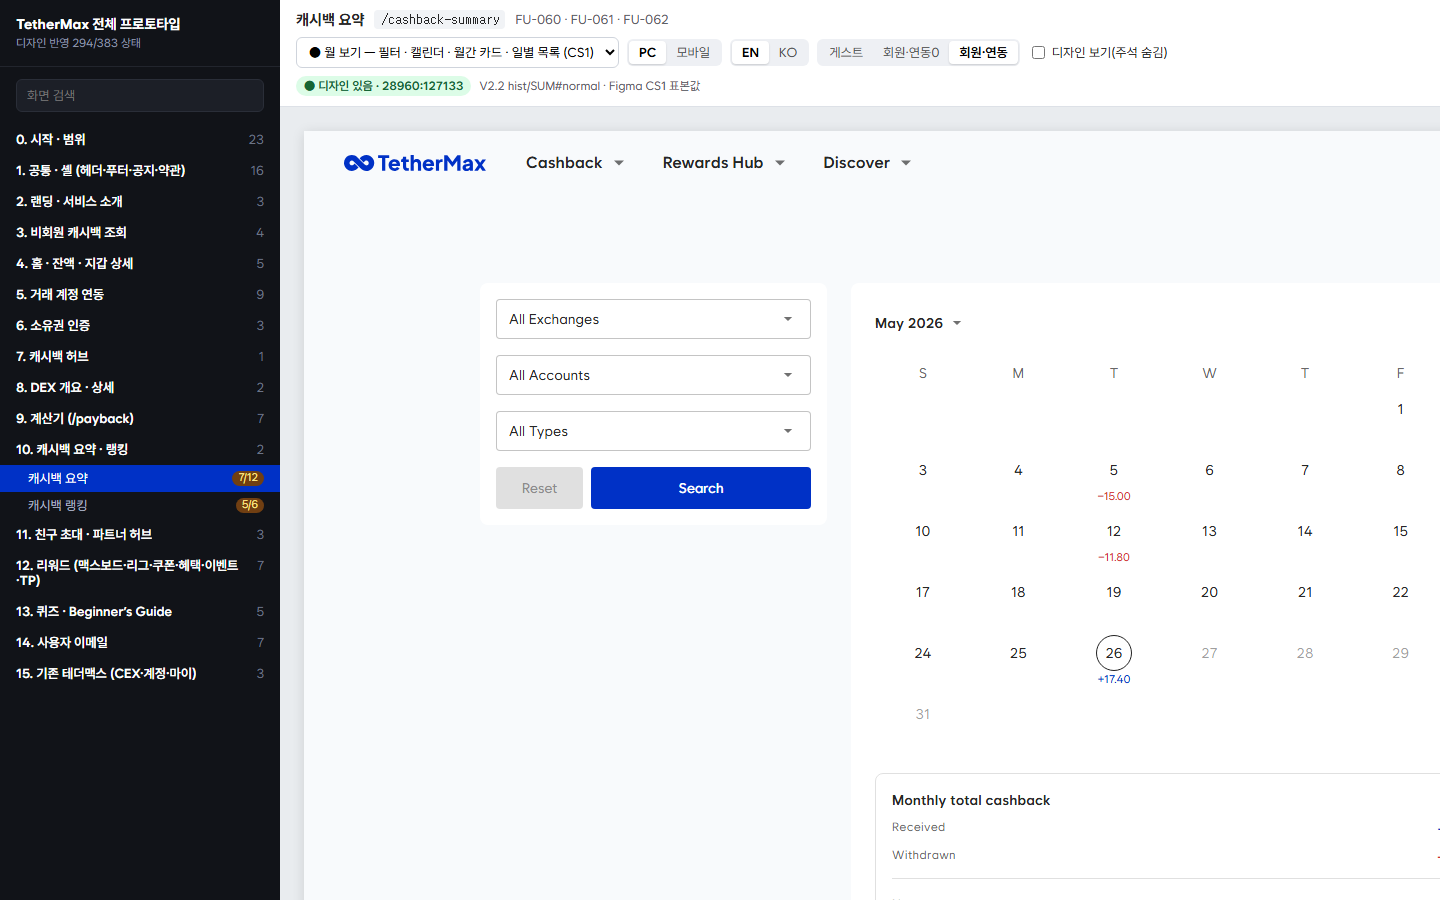 TetherMax 전체 프로토타입
디자인 반영 294/383 상태
화면 검색
0. 시작 · 범위 23
1. 공통 · 셸 (헤더·푸터·공지·약관) 16
2. 랜딩 · 서비스 소개 3
3. 비회원 캐시백 조회 4
4. 홈 · 잔액 · 지갑 상세 5
5. 거래 계정 연동 9
6. 소유권 인증 3
7. 캐시백 허브 1
8. DEX 개요 · 상세 2
9. 계산기 (/payback) 7
10. 캐시백 요약 · 랭킹 2
캐시백 요약 7/12
캐시백 랭킹 5/6
11. 친구 초대 · 파트너 허브 3
12. 리워드 (맥스보드·리그·쿠폰·혜택·이벤트 7
·TP)
13. 퀴즈 · Beginner's Guide 5
14. 사용자 이메일 7
15. 기존 테더맥스 (CEX·계정·마이) 3
캐시백 요약 /cashback-summary FU-060 · FU-061 · FU-062
● 월 보기 — 필터 · 캘린더 · 월간 카드 · 일별 목록 (CS1) PC 모바일 EN KO 게스트 회원·연동0 회원·연동 디자인 보기(주석 숨김)
● 디자인 있음 · 28960:127133 V2.2 hist/SUM#normal · Figma CS1 표본값
TetherMax Cashback Rewards Hub Discover
All Exchanges
All Accounts
All Types
Reset Search
May 2026
S M T W T F
1
3 4 5 6 7 8
−15.00
10 11 12 13 14 15
−11.80
17 18 19 20 21 22
24 25 26 27 28 29
+17.40
31
Monthly total cashback
Received
Withdrawn